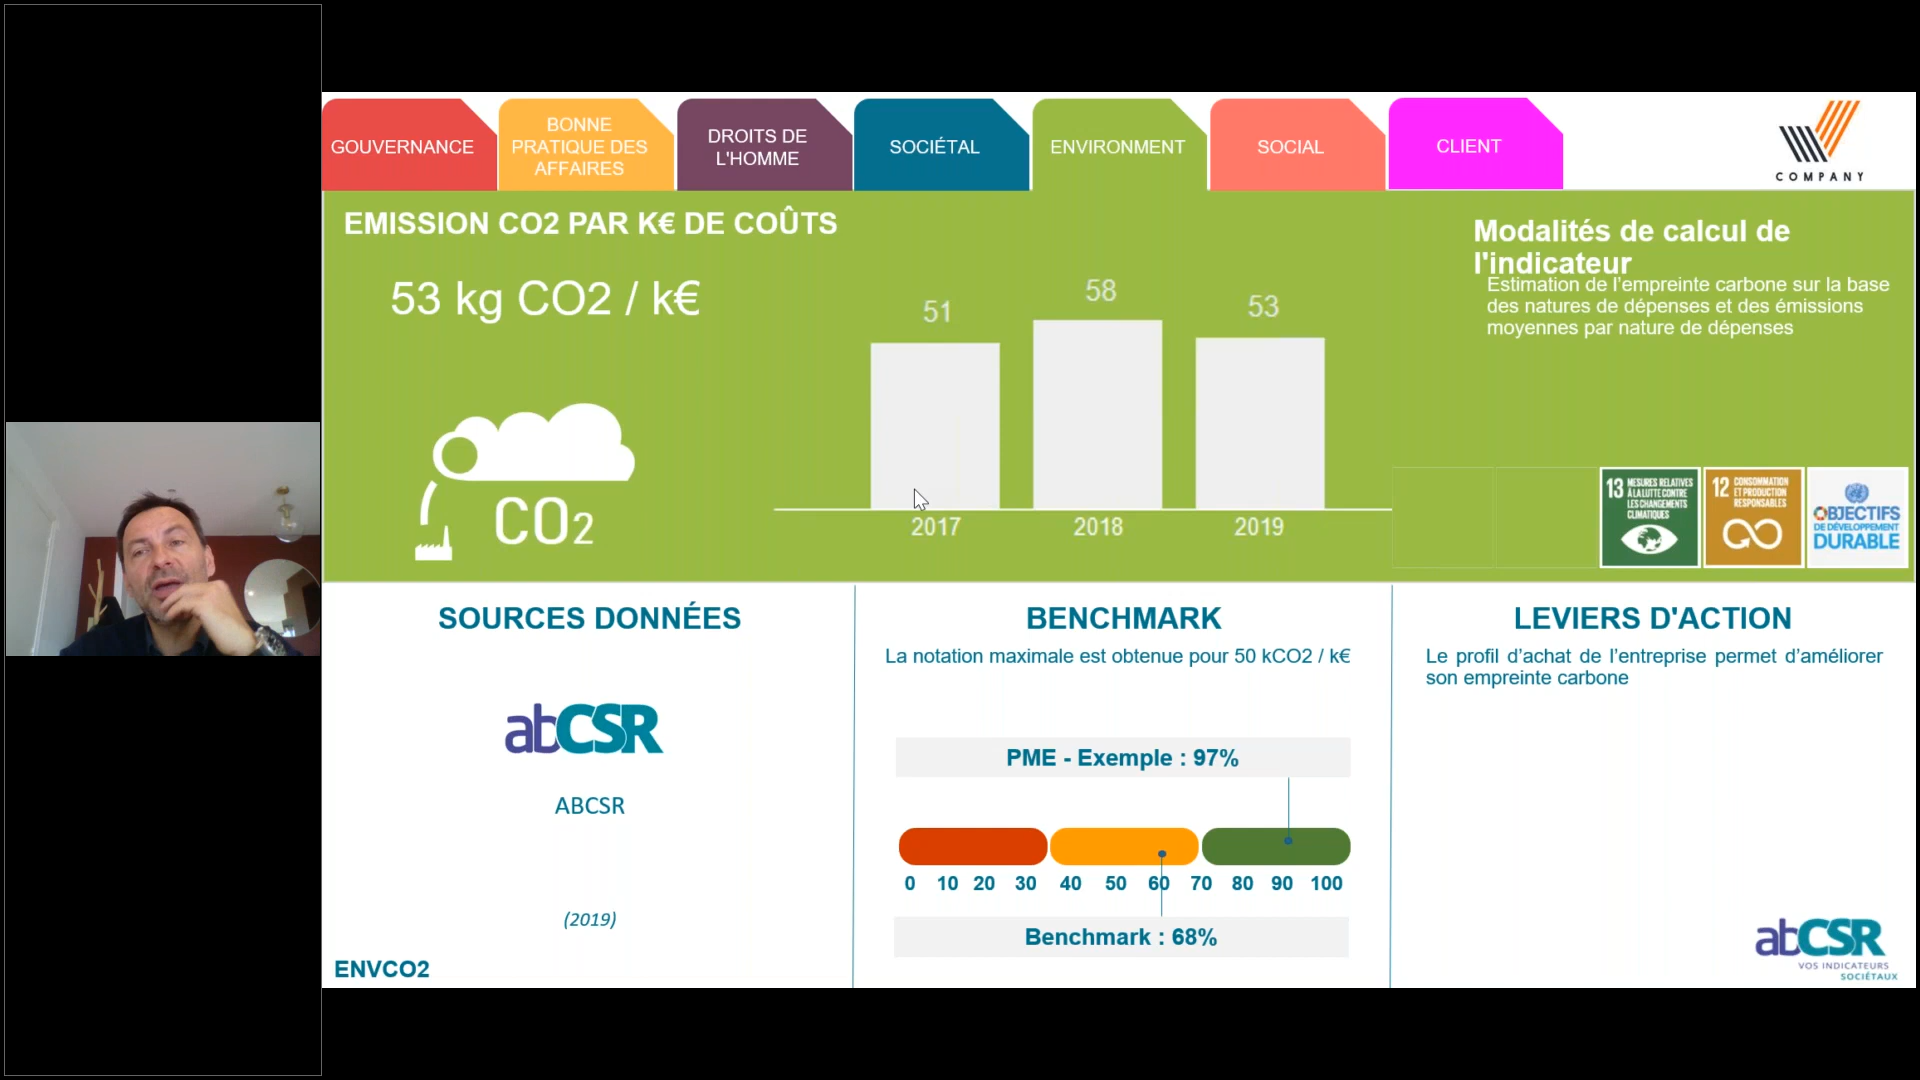 GOUVERNANCE
BONNE
PRATIQUE DES
AFFAIRES
DROITS DE
L'HOMME
SOCIÉTAL
ENVIRONMENT
SOCIAL
CLIENT
COMPANY
EMISSION CO2 PAR K€ DE COÛTS
53 kg CO2 / k€
CO2
51
58
53
2017
2018
2019
Modalités de calcul de
l'indicateur
Estimation de l'empreinte carbone sur la base
des natures de dépenses et des émissions
moyennes par nature de dépenses
13 MESURES RELATIVES
À LA LUTTE CONTRE
LES CHANGEMENTS
CLIMATIQUES
12 CONSOMMATION
ET PRODUCTION
RESPONSABLES
OBJECTIFS
DE DÉVELOPPEMENT
DURABLE
SOURCES DONNÉES
abCSR
ABCSR
(2019)
ENVCO2
BENCHMARK
La notation maximale est obtenue pour 50 kCO2 / k€
PME - Exemple : 97%
0 10 20 30 40 50 60 70 80 90 100
Benchmark : 68%
LEVIERS D'ACTION
Le profil d’achat de l’entreprise permet d’améliorer
son empreinte carbone
abCSR
VOS INDICATEURS
SOCIÉTAUX